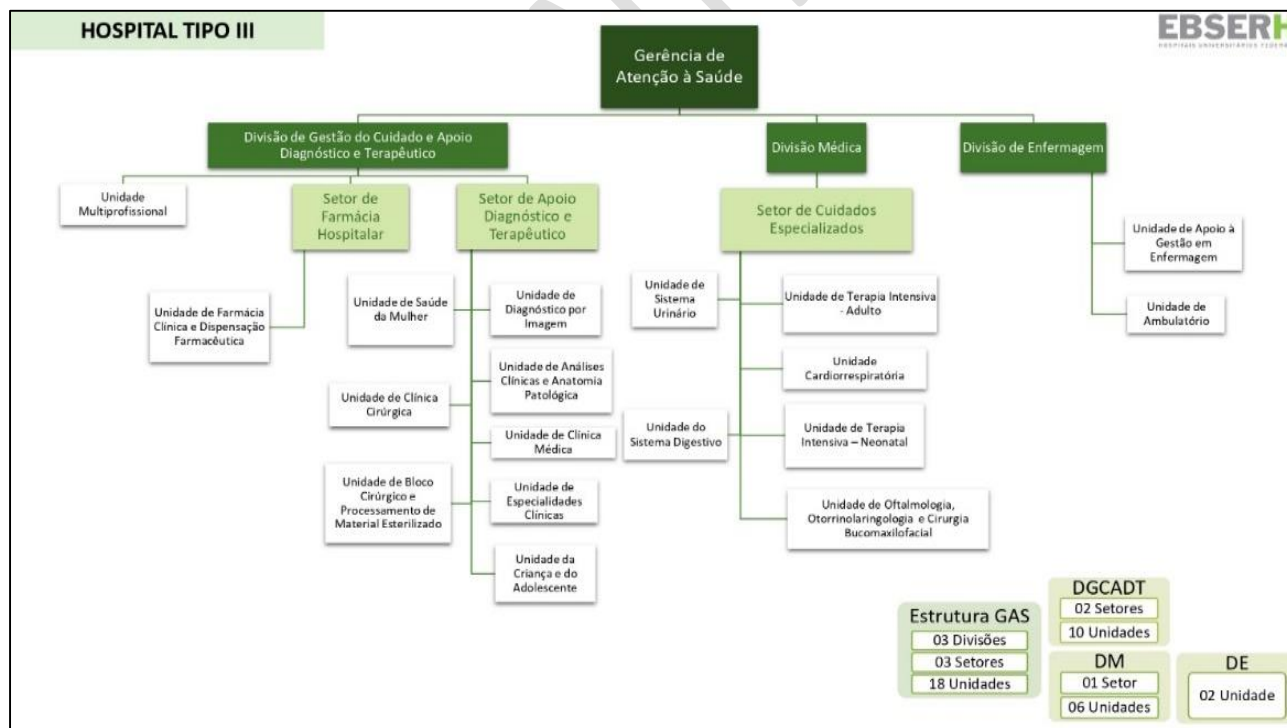 HOSPITAL TIPO III
EBSERH
HOSPITAIS UNIVERSITÁRIOS FEDERAIS
Gerência de
Atenção à Saúde
Divisão de Gestão do Cuidado e Apoio
Diagnóstico e Terapêutico
Divisão Médica
Divisão de Enfermagem
Unidade
Multiprofissional
Setor de
Farmácia
Hospitalar
Setor de Apoio
Diagnóstico e
Terapêutico
Setor de Cuidados
Especializados
Unidade de Farmácia
Clínica e Dispensação
Farmacêutica
Unidade de Saúde
da Mulher
Unidade de
Diagnóstico por
Imagem
Unidade de Análises
Clínicas e Anatomia
Patológica
Unidade de Clínica
Cirúrgica
Unidade de Clínica
Médica
Unidade de Bloco
Cirúrgico e
Processamento de
Material Esterilizado
Unidade de
Especialidades
Clínicas
Unidade da
Criança e do
Adolescente
Unidade de
Sistema
Urinário
Unidade de Terapia Intensiva
- Adulto
Unidade
Cardiorrespiratória
Unidade do
Sistema Digestivo
Unidade de Terapia
Intensiva – Neonatal
Unidade de Oftalmologia,
Otorrinolaringologia e Cirurgia
Bucomaxilofacial
Unidade de Apoio à
Gestão em
Enfermagem
Unidade de
Ambulatório
Estrutura GAS
03 Divisões
03 Setores
18 Unidades
DGCADT
02 Setores
10 Unidades
DM
01 Setor
06 Unidades
DE
02 Unidade